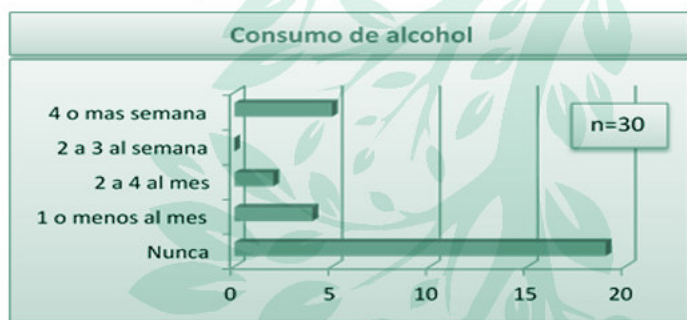 Consumo de alcohol
4 o mas semana
2 a 3 al semana
2 a 4 al mes
1 o menos al mes
Nunca
n=30
0 5 10 15 20